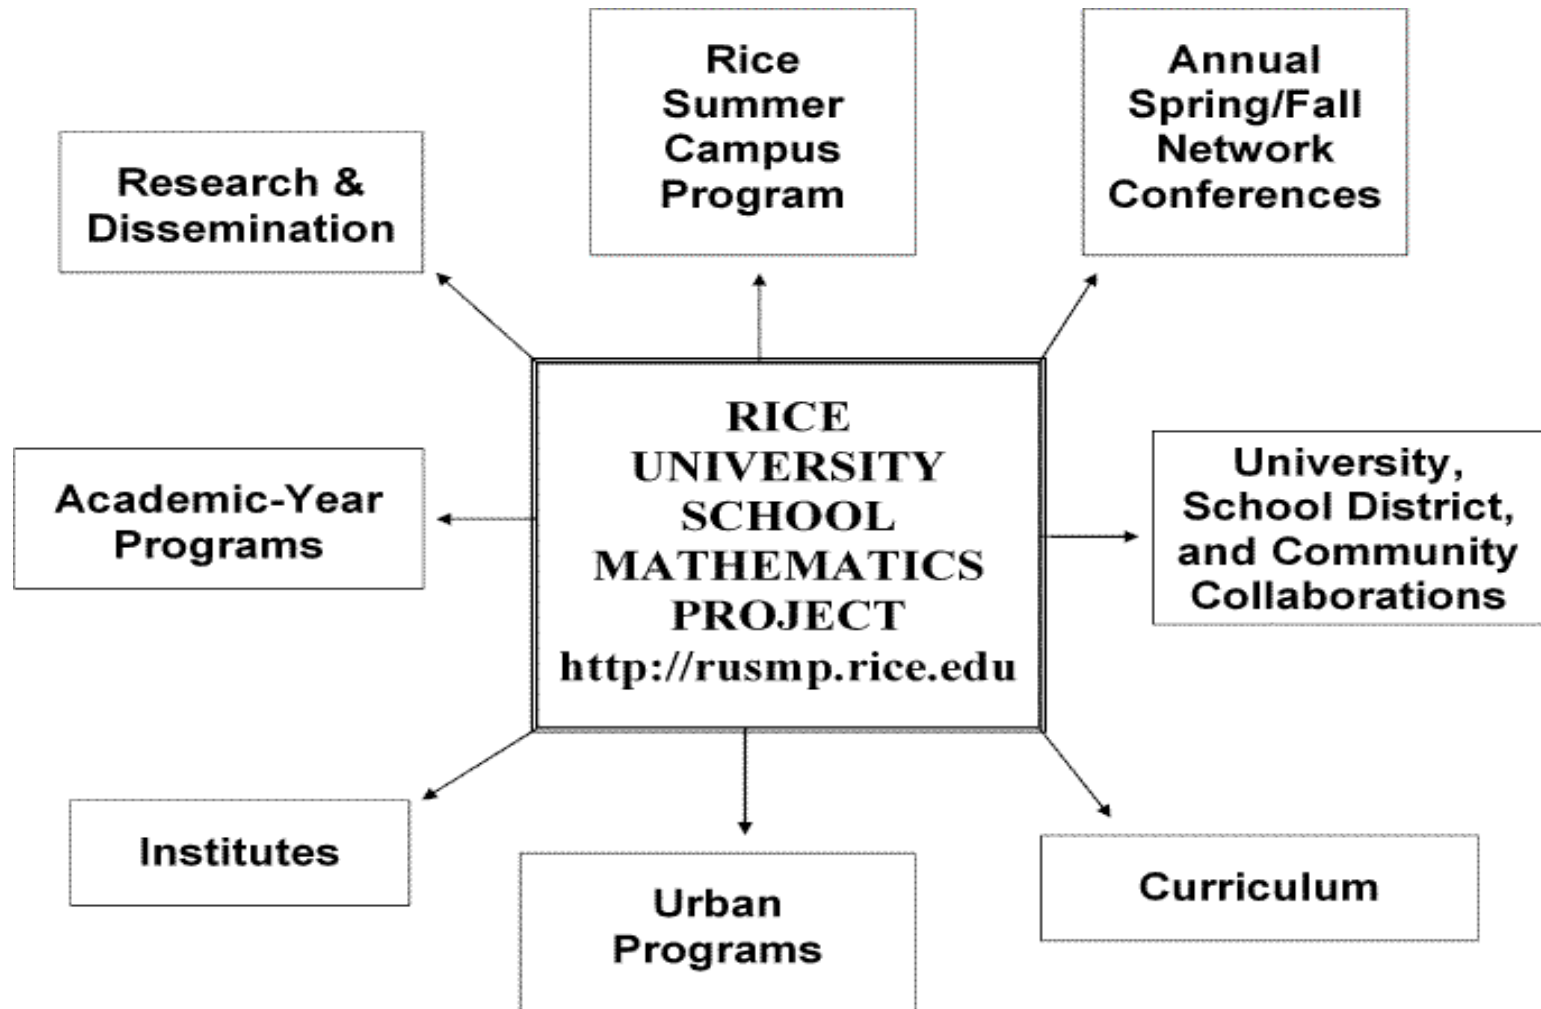 Rice
Summer
Campus
Program
Annual
Spring/Fall
Network
Conferences
Research &
Dissemination
RICE
UNIVERSITY
SCHOOL
MATHEMATICS
PROJECT
http://rusmp.rice.edu
Academic-Year
Programs
University,
School District,
and Community
Collaborations
Institutes
Urban
Programs
Curriculum